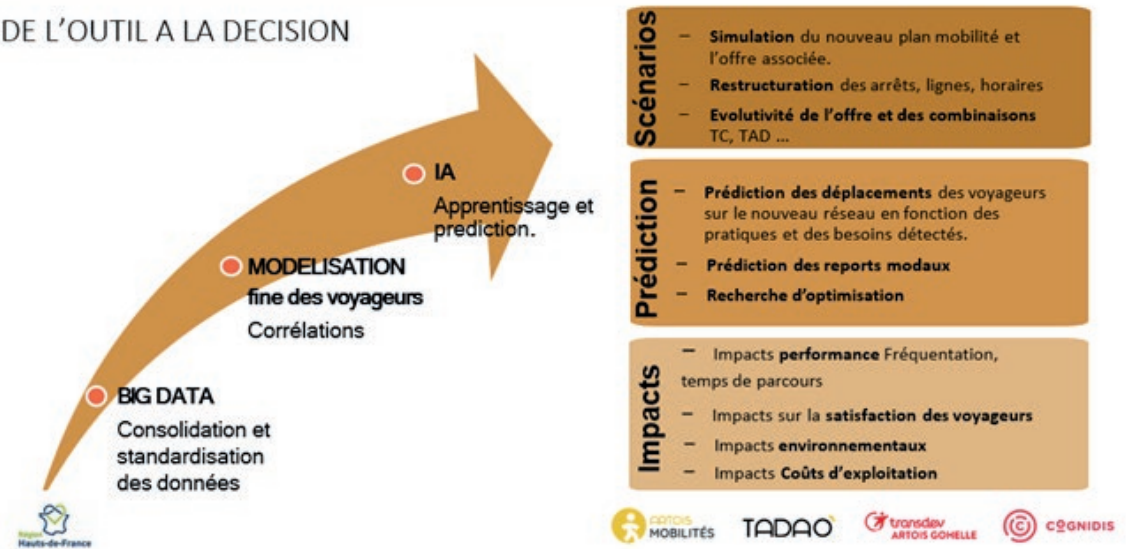 DE L'OUTIL A LA DECISION
IA
Apprentissage et
prediction.
MODELISATION
fine des voyageurs
Corrélations
BIG DATA
Consolidation et
standardisation
des données
Région
Hauts-de-France
Scénarios
– Simulation du nouveau plan mobilité et
l'offre associée.
– Restructuration des arrêts, lignes, horaires
– Evolutivité de l'offre et des combinaisons
TC, TAD ...
Prédiction
– Prédiction des déplacements des voyageurs
sur le nouveau réseau en fonction des
pratiques et des besoins détectés.
– Prédiction des reports modaux
– Recherche d'optimisation
Impacts
– Impacts performance Fréquentation,
temps de parcours
– Impacts sur la satisfaction des voyageurs
– Impacts environnementaux
– Impacts Coûts d'exploitation
ARTOIS
MOBILITÉS
TADAO
transdev
ARTOIS GOHELLE
COGNIDIS